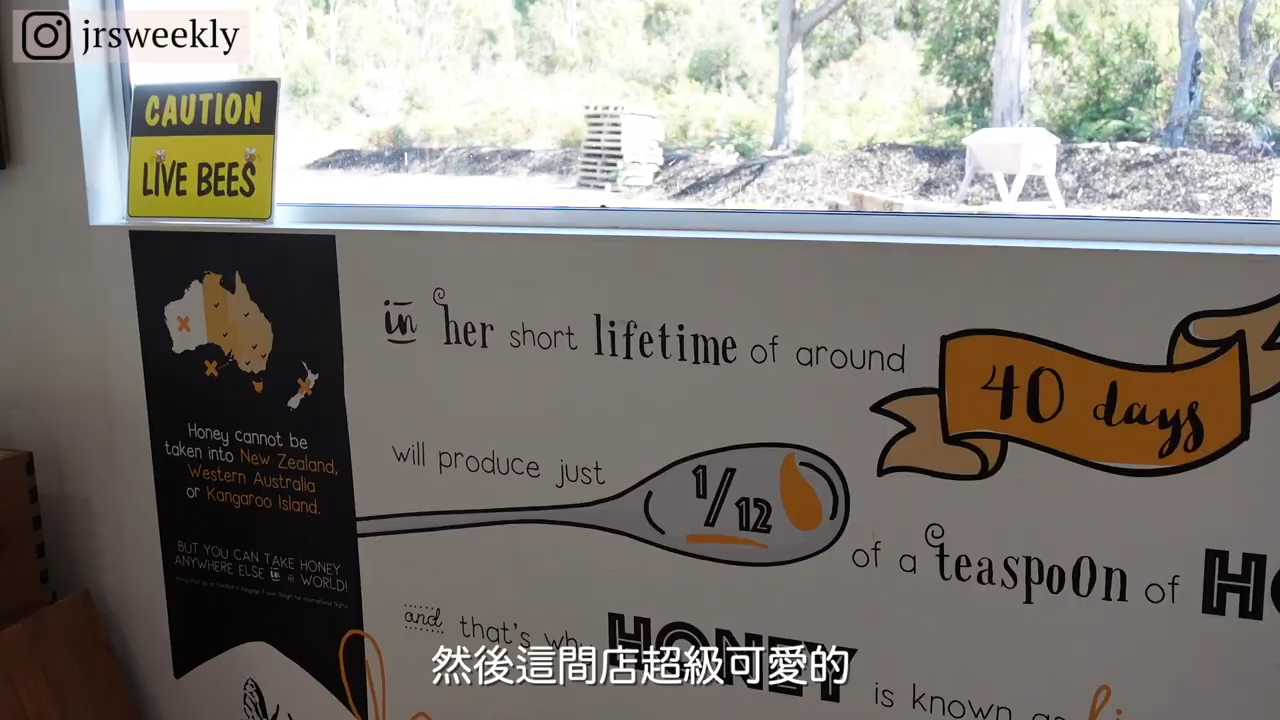 jrsweekly
CAUTION
LIVE BEES
Honey cannot be
taken into New Zealand,
Western Australia
or Kangaroo Island.
BUT YOU CAN TAKE HONEY
ANYWHERE ELSE in WORLD!
in her short lifetime of around
40 days
will produce just
1/12
of a teaspoon of
and that's
HONEY
is known
然後這間店超級可愛的